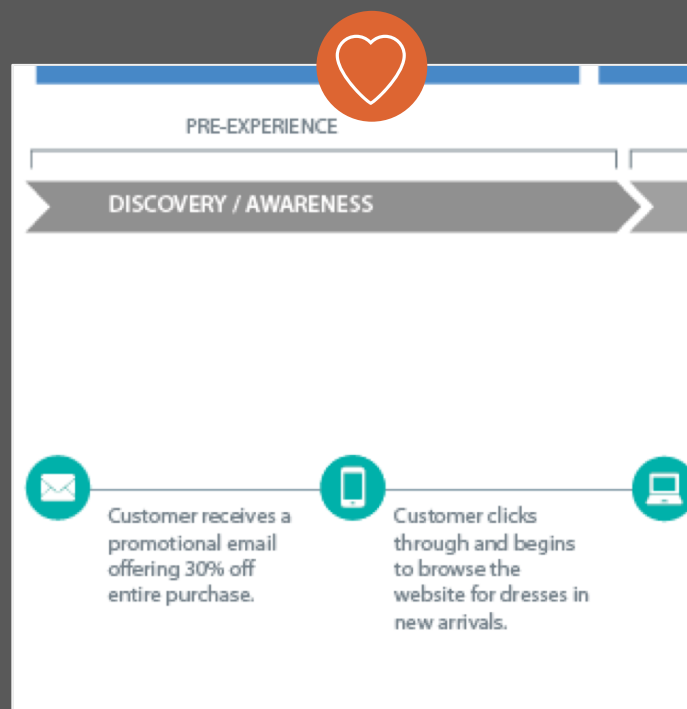 PRE-EXPERIENCE
DISCOVERY / AWARENESS
Customer receives a
promotional email
offering 30% off
entire purchase.
Customer clicks
through and begins
to browse the
website for dresses in
new arrivals.